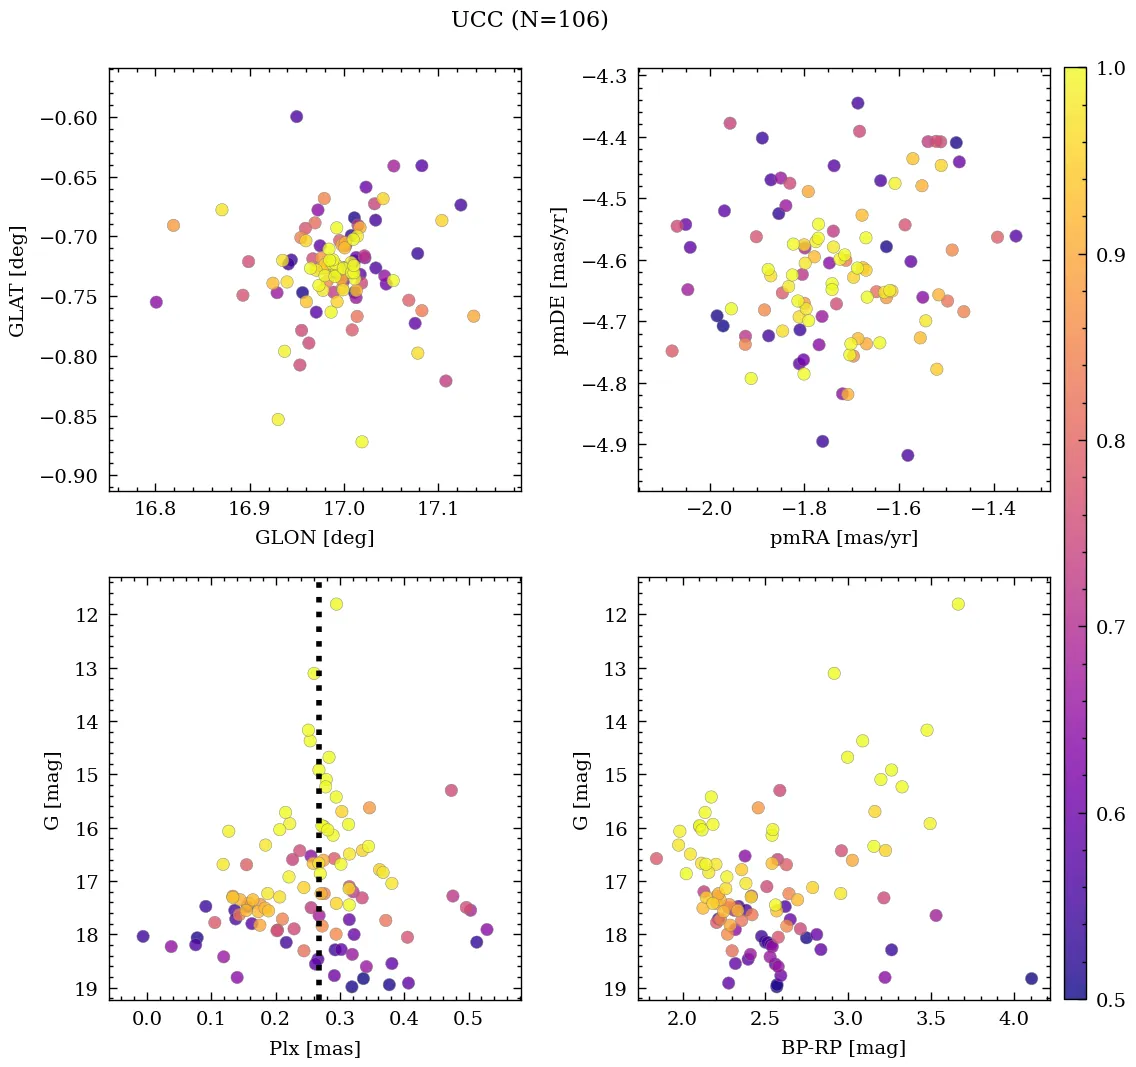 UCC (N=106)
−0.60
−0.65
−0.70
−0.75
−0.80
−0.85
−0.90
GLAT [deg]
16.8 16.9 17.0 17.1
GLON [deg]
−4.3
−4.4
−4.5
−4.6
−4.7
−4.8
−4.9
pmDE [mas/yr]
−2.0 −1.8 −1.6 −1.4
pmRA [mas/yr]
12
13
14
15
16
17
18
19
G [mag]
0.0 0.1 0.2 0.3 0.4 0.5
Plx [mas]
12
13
14
15
16
17
18
19
G [mag]
2.0 2.5 3.0 3.5 4.0
BP-RP [mag]
1.0
0.9
0.8
0.7
0.6
0.5